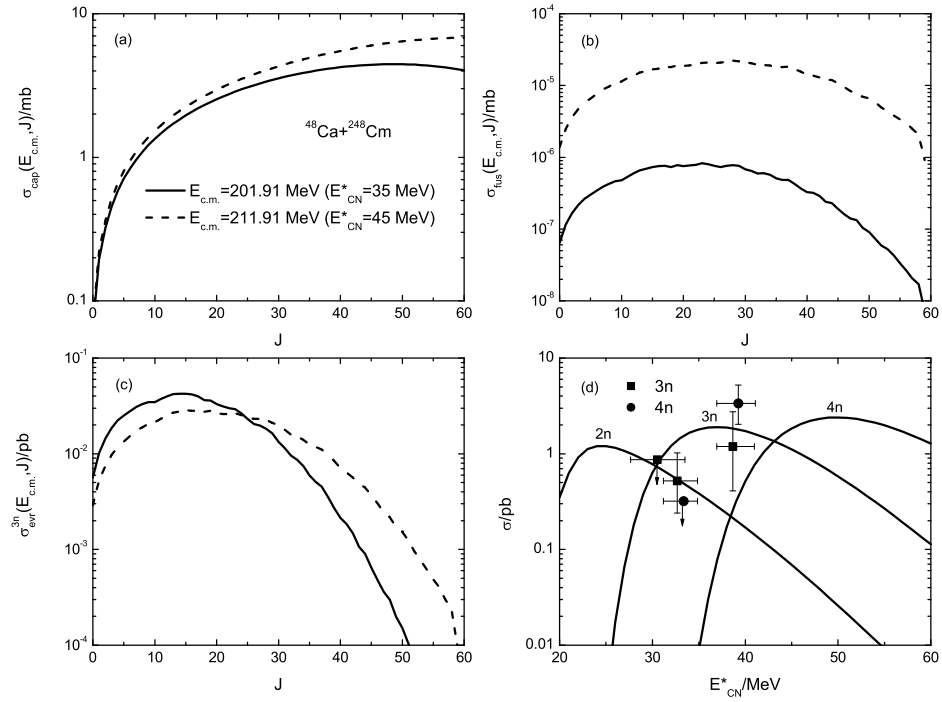 (a)
10
1
0.1
0 10 20 30 40 50 60
J
σcap(Ec.m.,J)/mb
48Ca+248Cm
Ec.m.=201.91 MeV (E*CN=35 MeV)
Ec.m.=211.91 MeV (E*CN=45 MeV)
(b)
10-4
10-5
10-6
10-7
10-8
0 10 20 30 40 50 60
J
σfus(Ec.m.,J)/mb
(c)
10-1
10-2
10-3
10-4
0 10 20 30 40 50 60
J
σ3nevr(Ec.m.,J)/pb
(d)
3n
4n
2n
3n
4n
10
1
0.1
0.01
20 30 40 50 60
E*CN/MeV
σ/pb